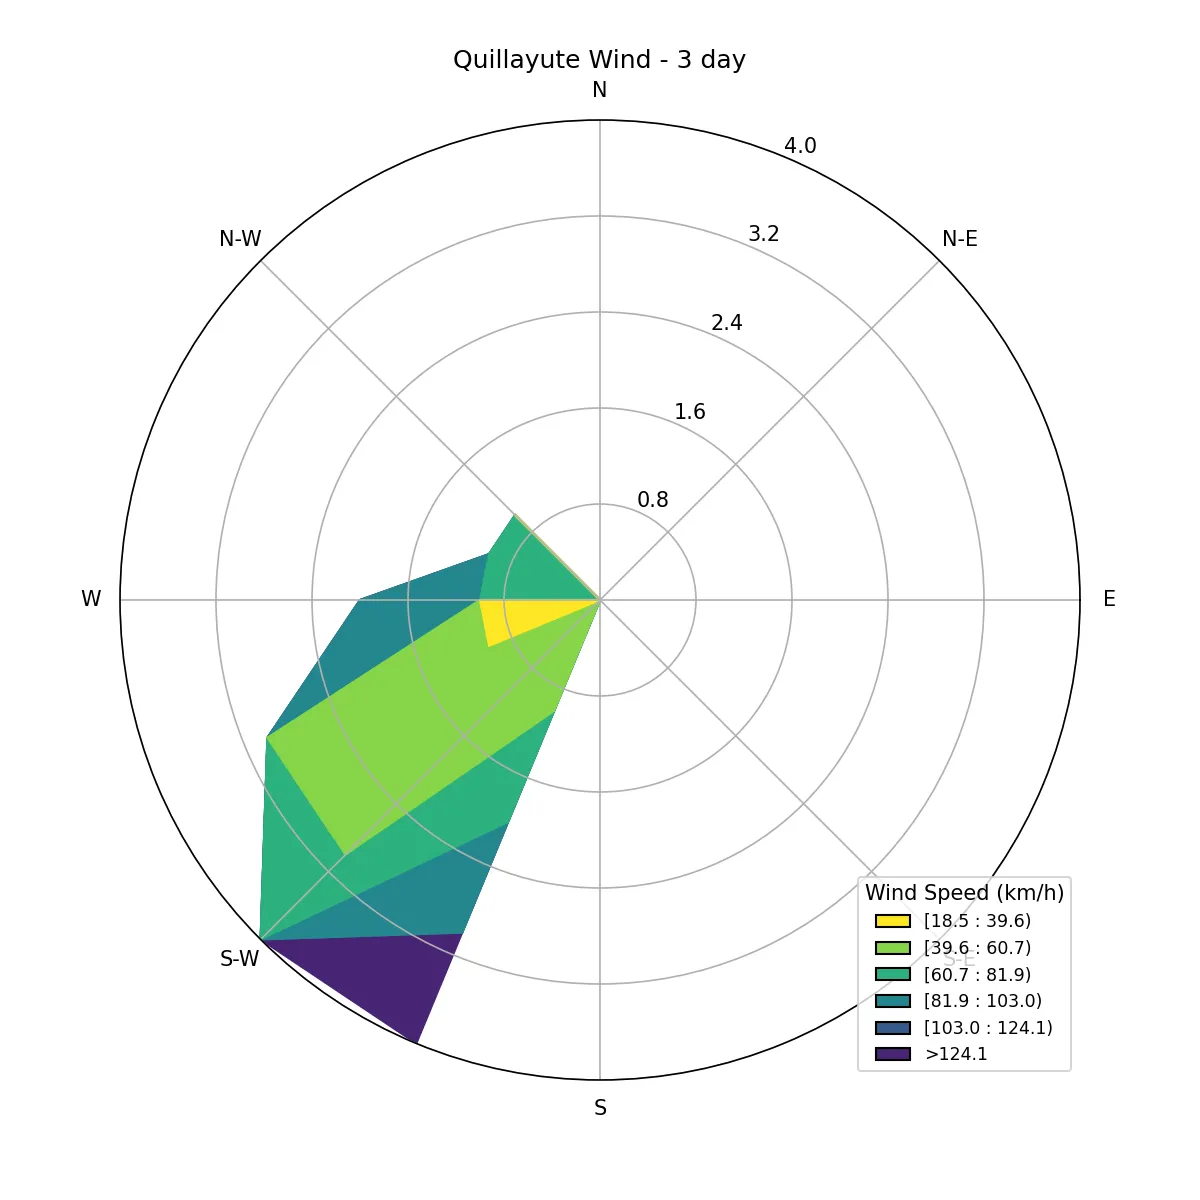 Quillayute Wind - 3 day
N
4.0
N-W
3.2
N-E
2.4
1.6
0.8
W
E
S-W
S-E
Wind Speed (km/h)
[18.5 : 39.6)
[39.6 : 60.7)
[60.7 : 81.9)
[81.9 : 103.0)
[103.0 : 124.1)
>124.1
S